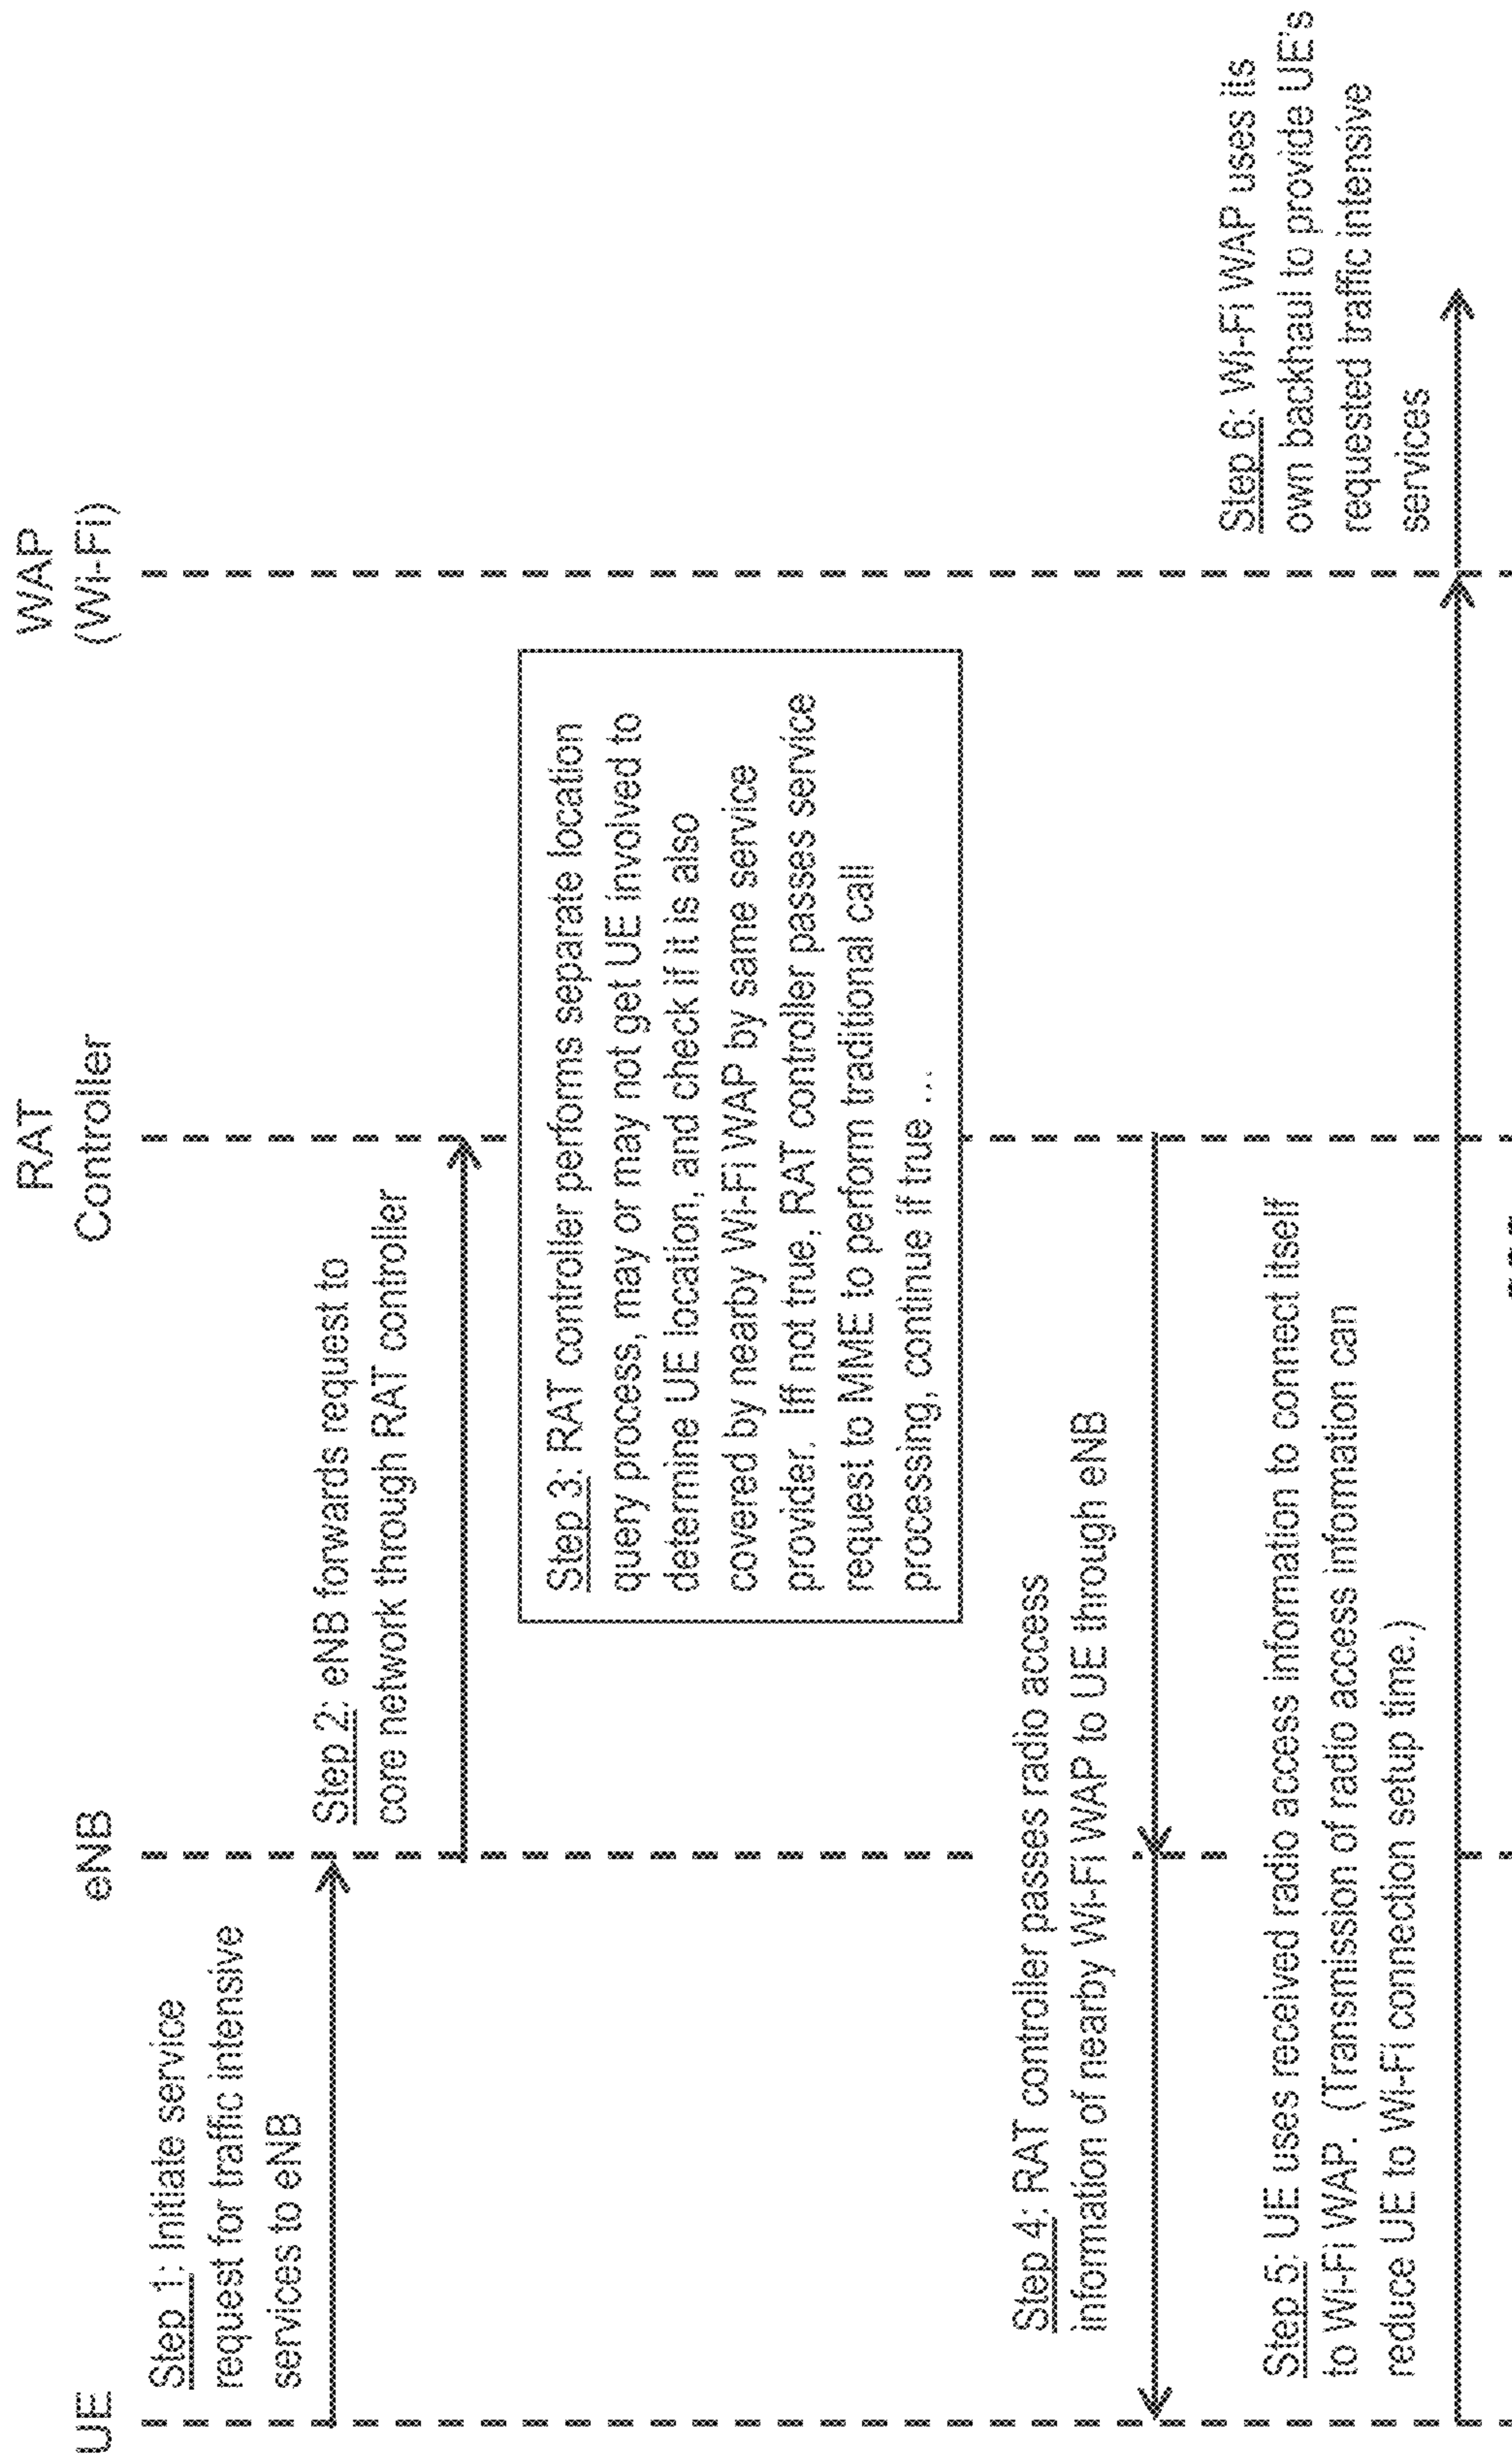 UE
eNB
RAT
Controller
WAP
(Wi-Fi)
Step 1: Initiate service
request for traffic intensive
services to eNB
Step 2: eNB forwards request to
core network through RAT controller
Step 3: RAT controller performs separate location
query process, may or may not get UE involved to
determine UE location, and check if it is also
covered by nearby Wi-Fi WAP by same service
provider. Iff not true, RAT controller passes service
request to MME to perform traditional call
processing, continue if true ...
Step 4: RAT controller passes radio access
information of nearby Wi-Fi WAP to UE through eNB
Step 5: UE uses received radio access information to connect itself
to Wi-Fi WAP. (Transmission of radio access information can
reduce UE to Wi-Fi connection setup time.)
Step 6: Wi-Fi WAP uses its
own backhaul to provide UE's
requested traffic intensive
services